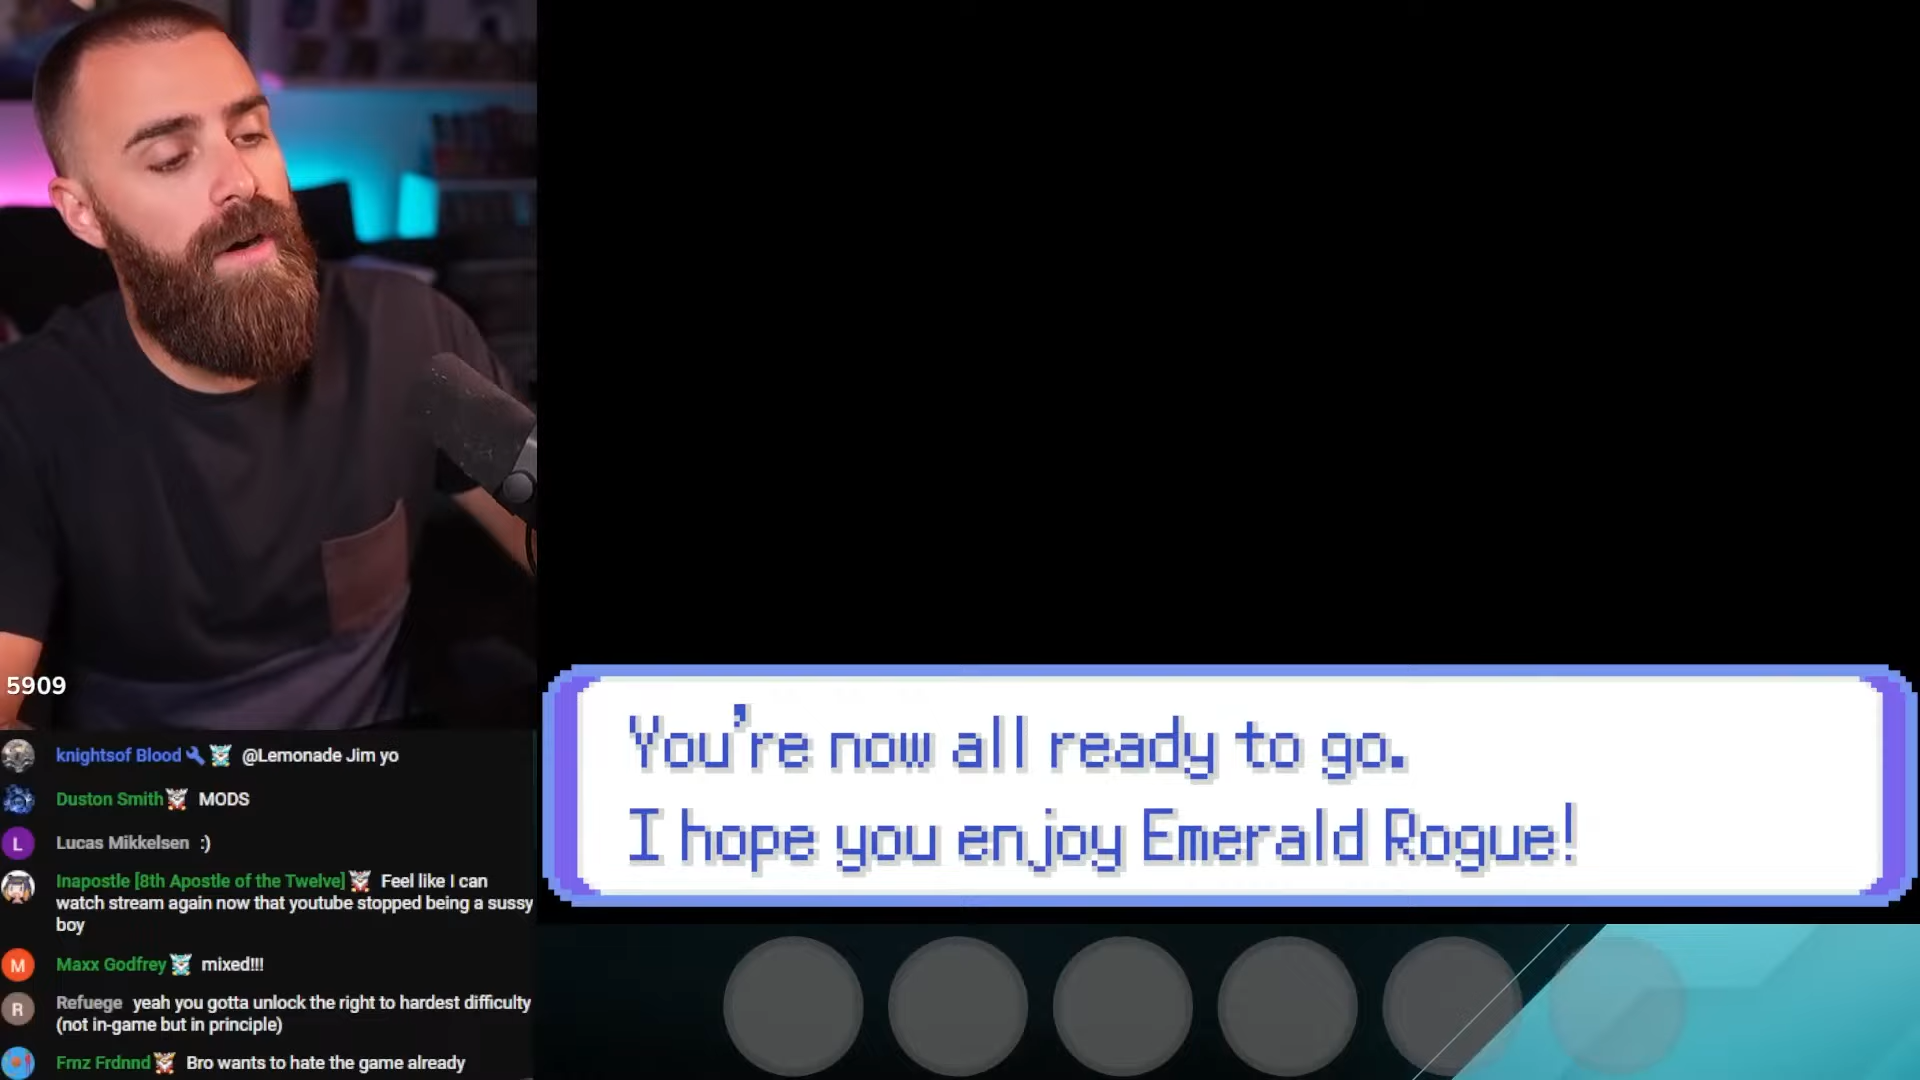 5909
knightsof Blood @Lemonade Jim yo
Duston Smith MODS
L Lucas Mikkelsen :)
Inapostle [8th Apostle of the Twelve] Feel like I can
watch stream again now that youtube stopped being a sussy
boy
M Maxx Godfrey mixed!!!
R Refuege yeah you gotta unlock the right to hardest difficulty
(not in-game but in principle)
Frnz Frdnnd Bro wants to hate the game already
You're now all ready to go.
I hope you enjoy Emerald Rogue!